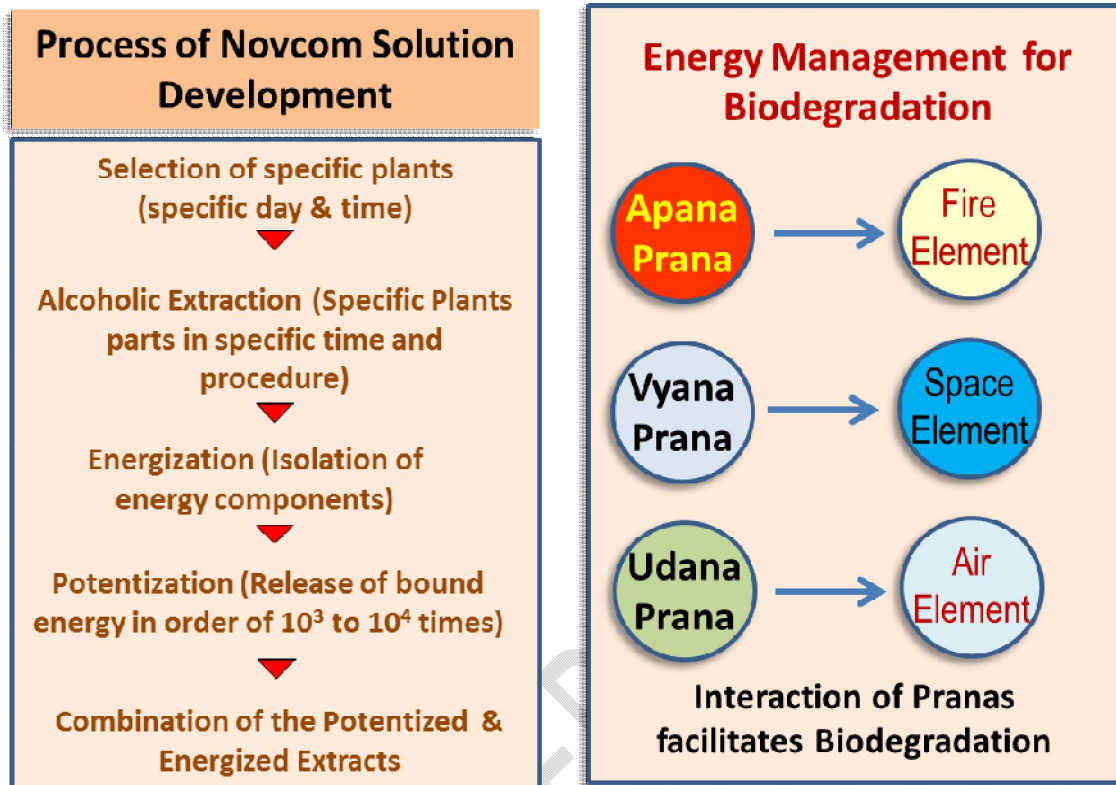 Process of Novcom Solution
Development
Selection of specific plants
(specific day & time)
Alcoholic Extraction (Specific Plants
parts in specific time and
procedure)
Energization (Isolation of
energy components)
Potentization (Release of bound
energy in order of 10³ to 10⁴ times)
Combination of the Potentized &
Energized Extracts
Energy Management for
Biodegradation
Apana
Prana
Fire
Element
Vyana
Prana
Space
Element
Udana
Prana
Air
Element
Interaction of Pranas
facilitates Biodegradation